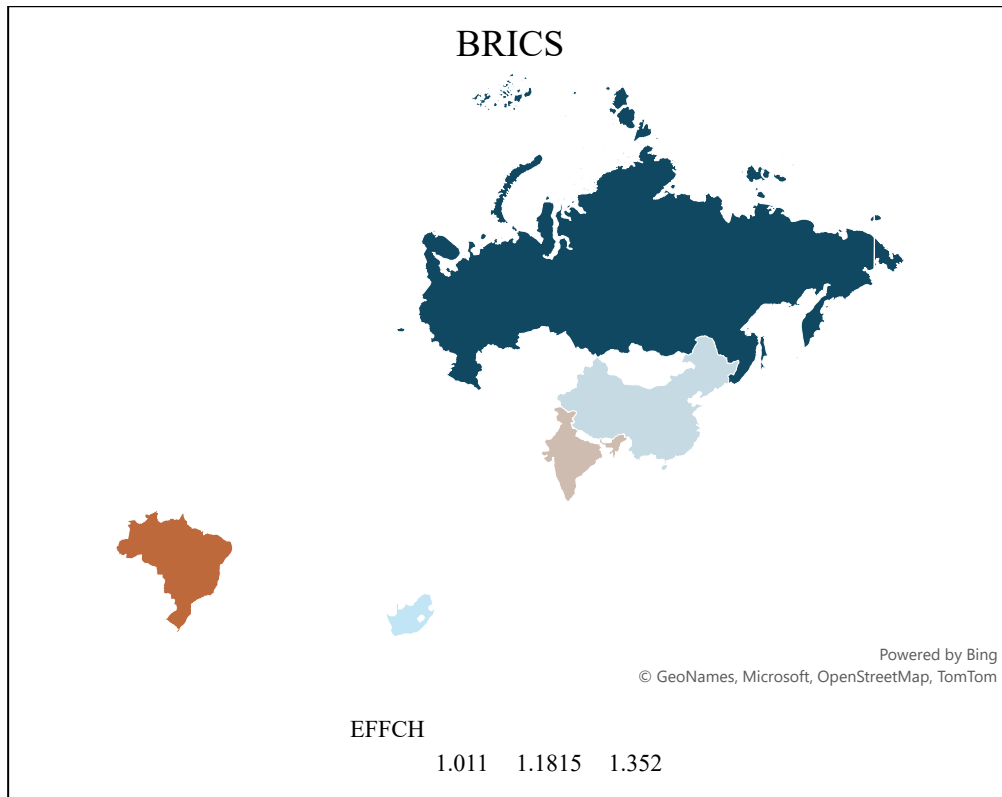 BRICS
Powered by Bing
© GeoNames, Microsoft, OpenStreetMap, TomTom
EFFCH
1.011 1.1815 1.352